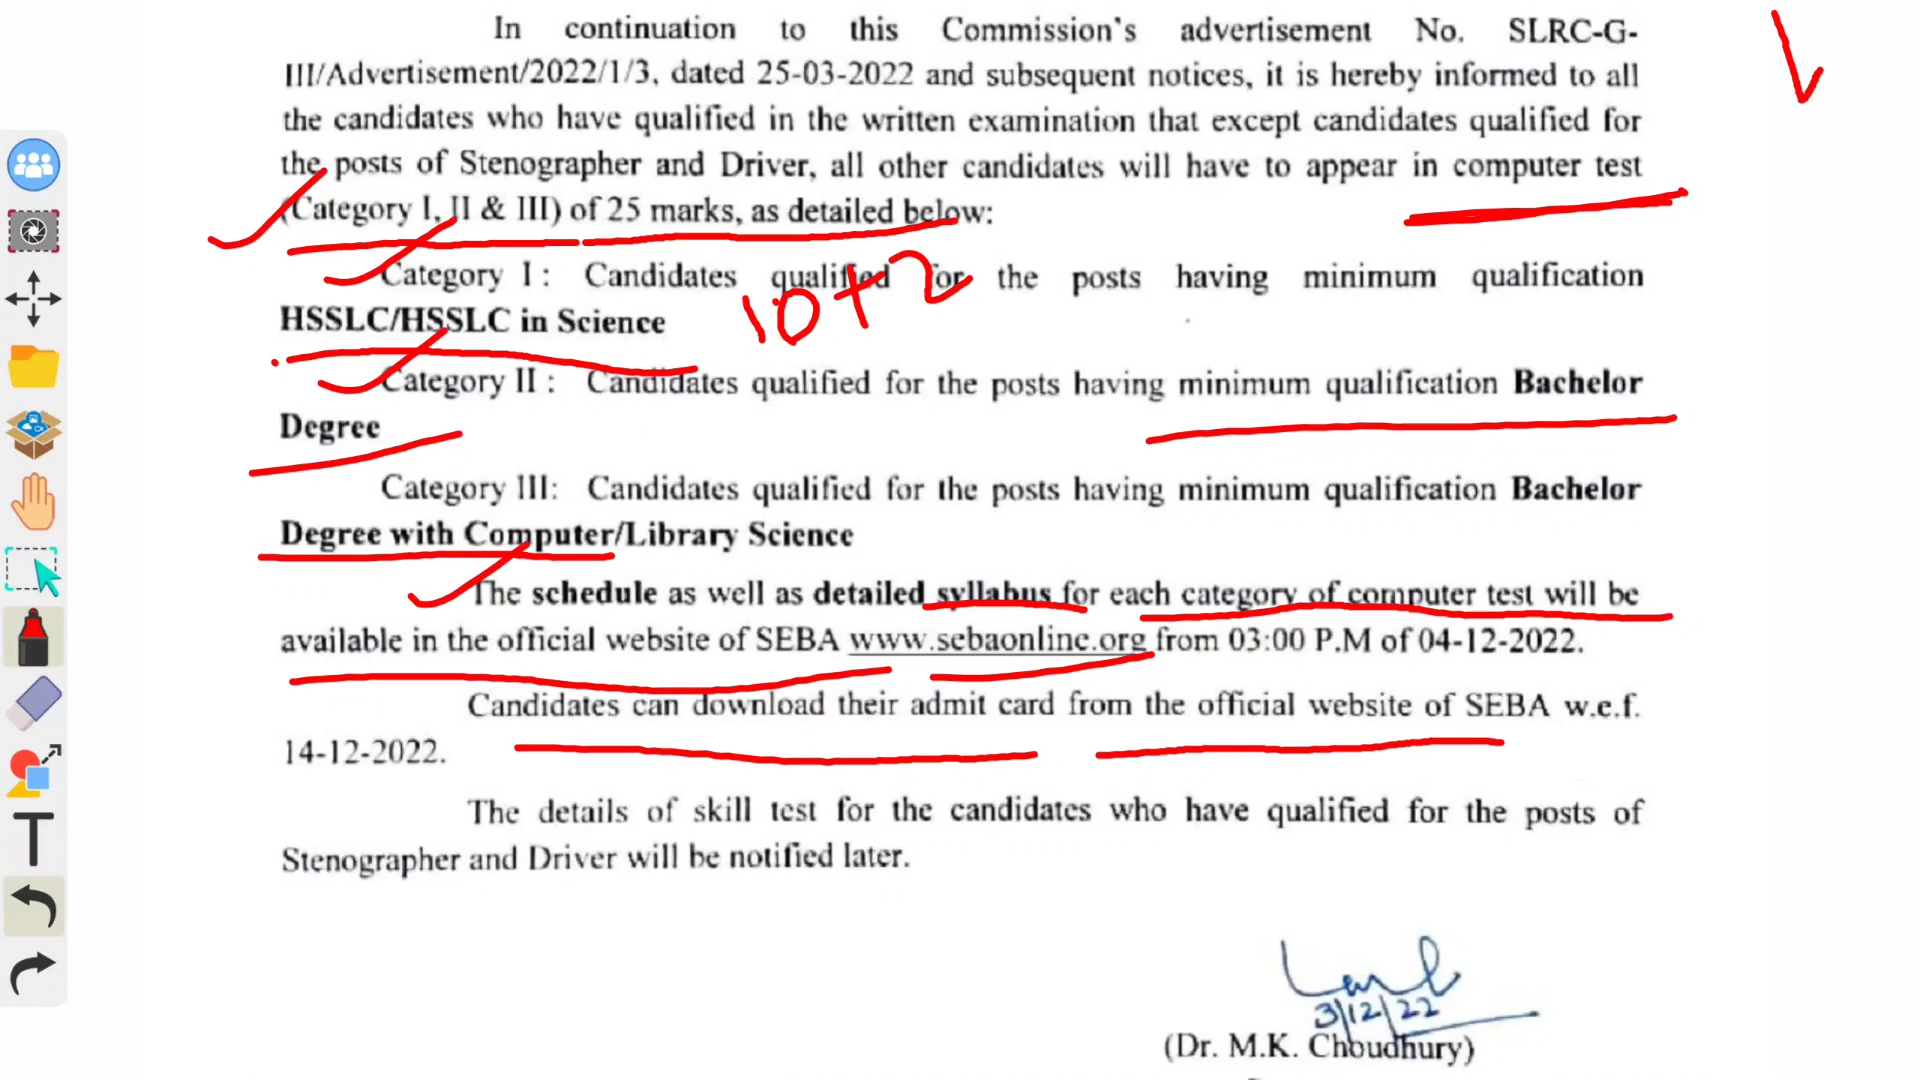 In continuation to this Commission's advertisement No. SLRC-G-
III/Advertisement/2022/1/3, dated 25-03-2022 and subsequent notices, it is hereby informed to all
the candidates who have qualified in the written examination that except candidates qualified for
the posts of Stenographer and Driver, all other candidates will have to appear in computer test
(Category I, II & III) of 25 marks, as detailed below:
Category I : Candidates qualified for the posts having minimum qualification
HSSLC/HSSLC in Science
10+2
Category II : Candidates qualified for the posts having minimum qualification Bachelor
Degree
Category III: Candidates qualified for the posts having minimum qualification Bachelor
Degree with Computer/Library Science
The schedule as well as detailed syllabus for each category of computer test will be
available in the official website of SEBA www.sebaonline.org from 03:00 P.M of 04-12-2022.
Candidates can download their admit card from the official website of SEBA w.e.f.
14-12-2022.
The details of skill test for the candidates who have qualified for the posts of
Stenographer and Driver will be notified later.
3/12/22
(Dr. M.K. Choudhury)
T